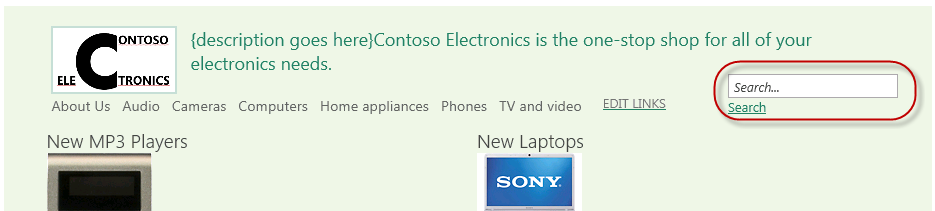 CONTOSO
ELECTRONICS
{description goes here}Contoso Electronics is the one-stop shop for all of your
electronics needs.
Search...
Search
About Us Audio Cameras Computers Home appliances Phones TV and video EDIT LINKS
New MP3 Players
New Laptops
SONY